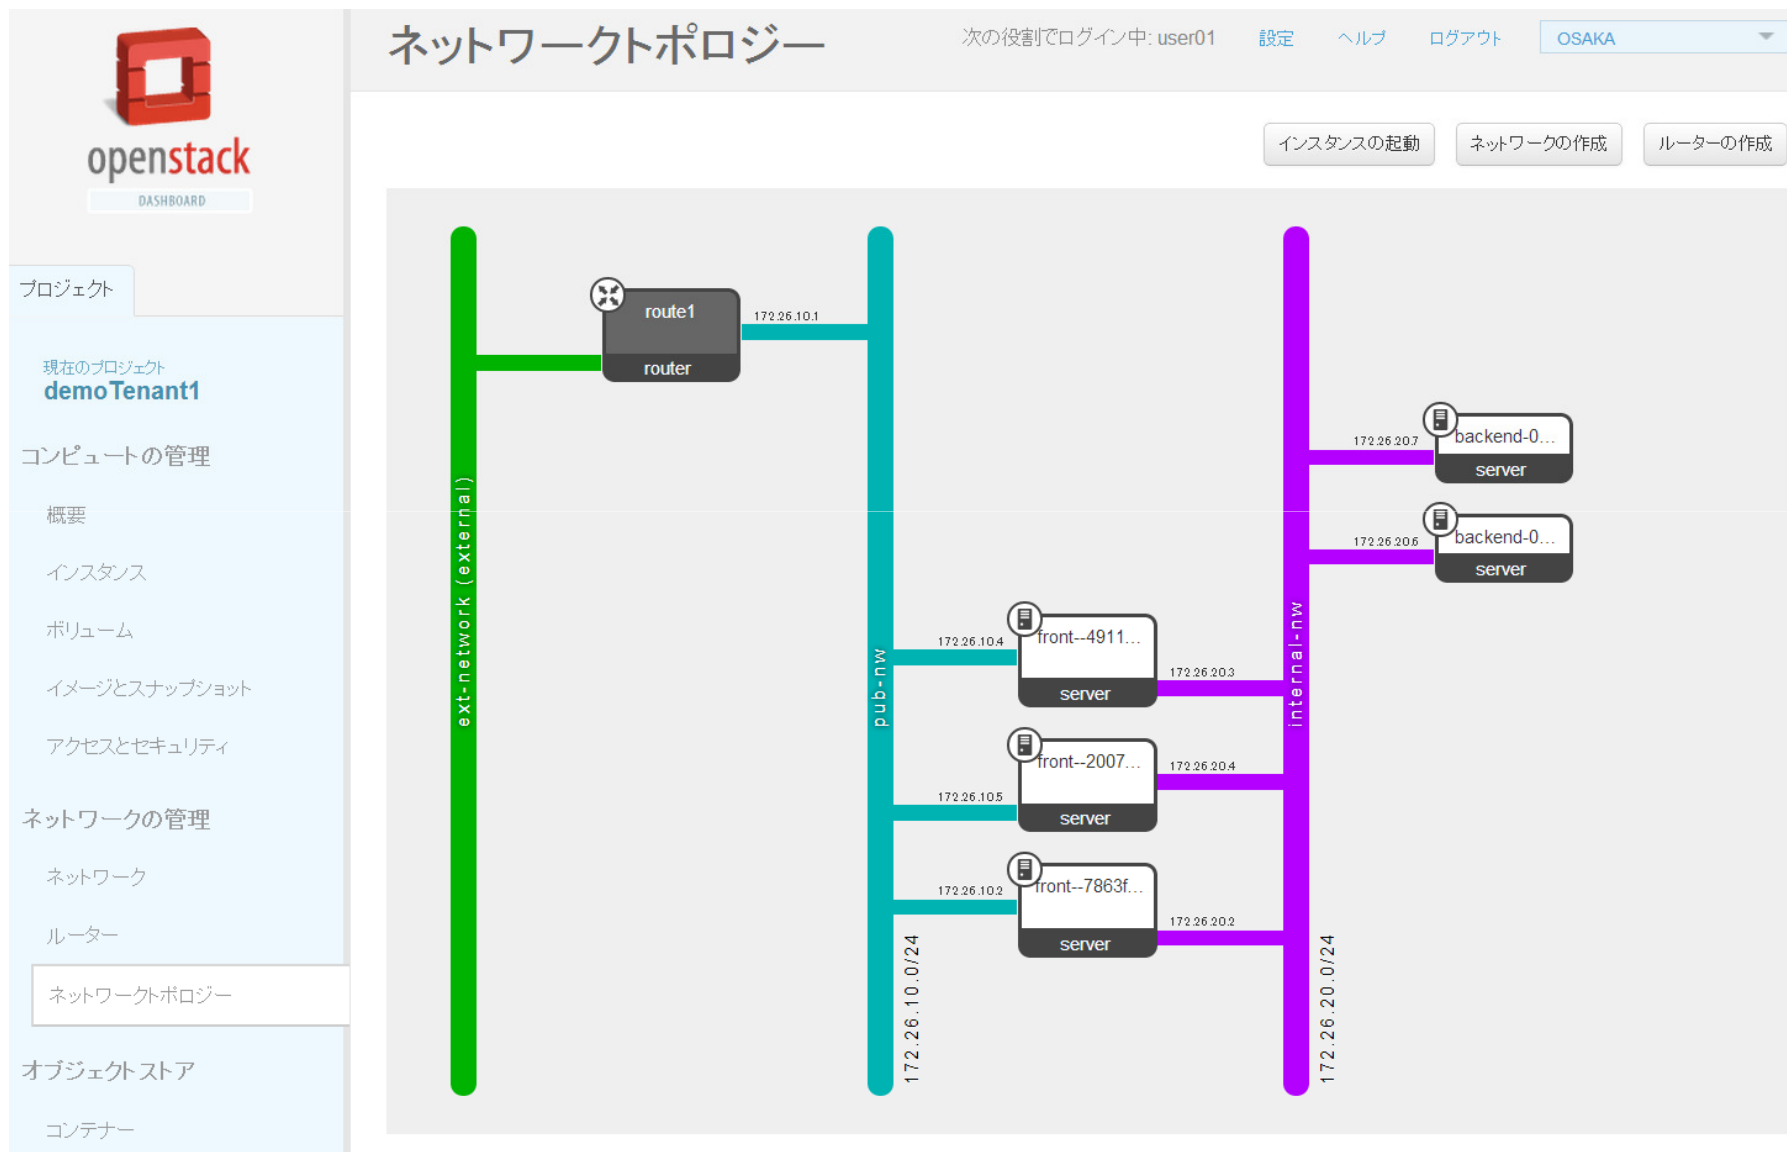 openstack
DASHBOARD
プロジェクト
現在のプロジェクト
demoTenant1
コンピュートの管理
概要
インスタンス
ボリューム
イメージとスナップショット
アクセスとセキュリティ
ネットワークの管理
ネットワーク
ルーター
ネットワークトポロジー
オブジェクトストア
コンテナー
ネットワークトポロジー
次の役割でログイン中: user01
設定
ヘルプ
ログアウト
OSAKA
インスタンスの起動
ネットワークの作成
ルーターの作成
ext-network (external)
route1
router
172.26.10.1
pub-nw
172.26.10.0/24
172.26.10.4
front--4911...
server
172.26.20.3
172.26.10.5
front--2007...
server
172.26.20.4
172.26.10.2
front--7863f...
server
172.26.20.2
internal-nw
172.26.20.0/24
172.26.20.7
backend-0...
server
172.26.20.6
backend-0...
server